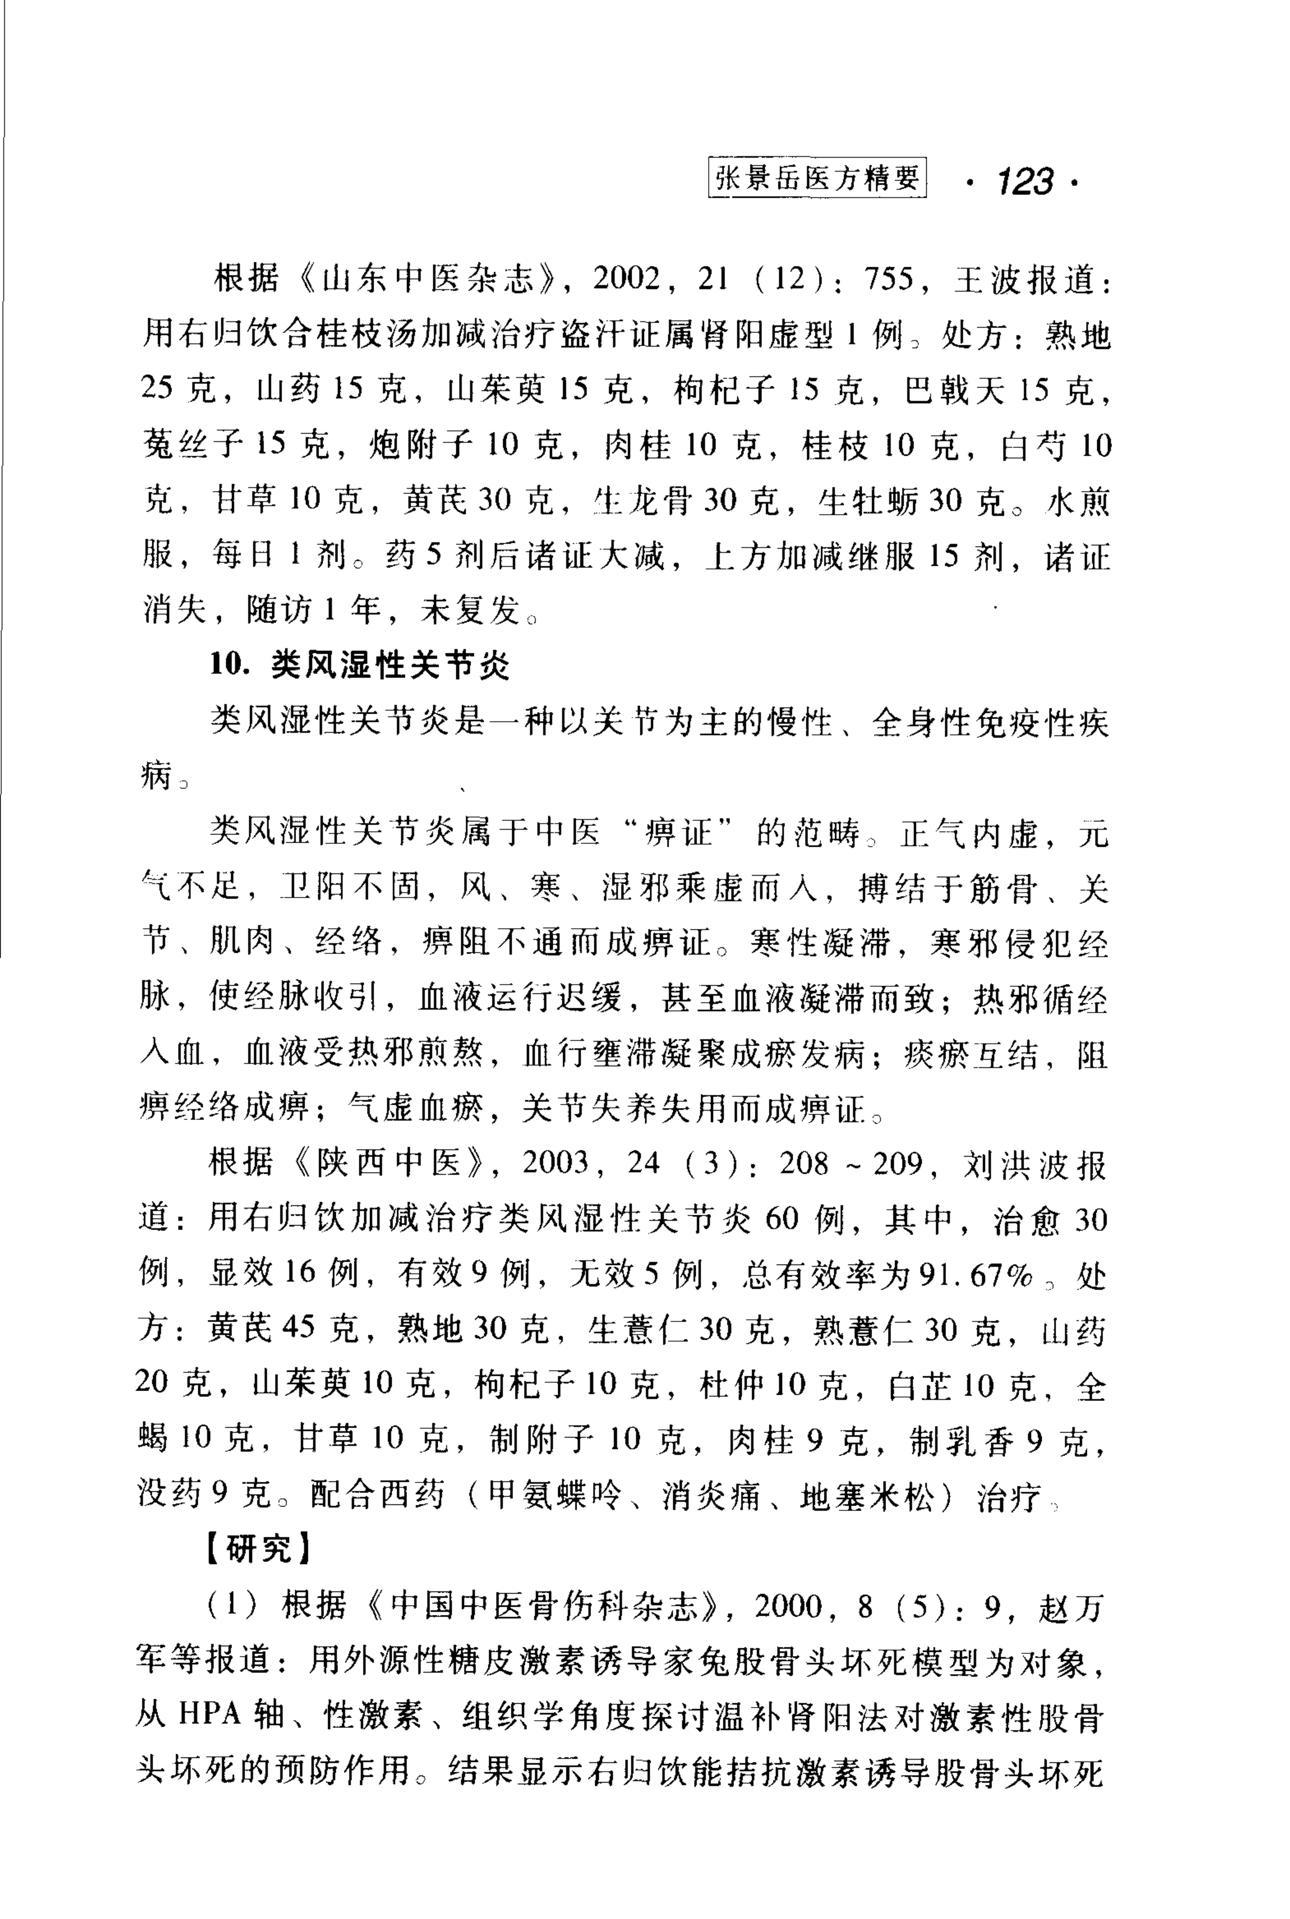 张景岳医方精要 · 123 ·
根据《山东中医杂志》，2002，21（12）：755，王波报道：
用右归饮合桂枝汤加减治疗盗汗证属肾阳虚型1例。处方：熟地
25克，山药15克，山茱萸15克，枸杞子15克，巴戟天15克，
菟丝子15克，炮附子10克，肉桂10克，桂枝10克，白芍10
克，甘草10克，黄芪30克，生龙骨30克，生牡蛎30克。水煎
服，每日1剂。药5剂后诸证大减，上方加减继服15剂，诸证
消失，随访1年，未复发。
10. 类风湿性关节炎
类风湿性关节炎是一种以关节为主的慢性、全身性免疫性疾
病。
类风湿性关节炎属于中医“痹证”的范畴。正气内虚，元
气不足，卫阳不固，风、寒、湿邪乘虚而入，搏结于筋骨、关
节、肌肉、经络，痹阻不通而成痹证。寒性凝滞，寒邪侵犯经
脉，使经脉收引，血液运行迟缓，甚至血液凝滞而致；热邪循经
入血，血液受热邪煎熬，血行壅滞凝聚成瘀发病；痰瘀互结，阻
痹经络成痹；气虚血瘀，关节失养失用而成痹证。
根据《陕西中医》，2003，24（3）：208～209，刘洪波报
道：用右归饮加减治疗类风湿性关节炎60例，其中，治愈30
例，显效16例，有效9例，无效5例，总有效率为91.67%。处
方：黄芪45克，熟地30克，生薏仁30克，熟薏仁30克，山药
20克，山茱萸10克，枸杞子10克，杜仲10克，白芷10克，全
蝎10克，甘草10克，制附子10克，肉桂9克，制乳香9克，
没药9克。配合西药（甲氨蝶呤、消炎痛、地塞米松）治疗。
【研究】
（1）根据《中国中医骨伤科杂志》，2000，8（5）：9，赵万
军等报道：用外源性糖皮激素诱导家兔股骨头坏死模型为对象，
从HPA轴、性激素、组织学角度探讨温补肾阳法对激素性股骨
头坏死的预防作用。结果显示右归饮能拮抗激素诱导股骨头坏死